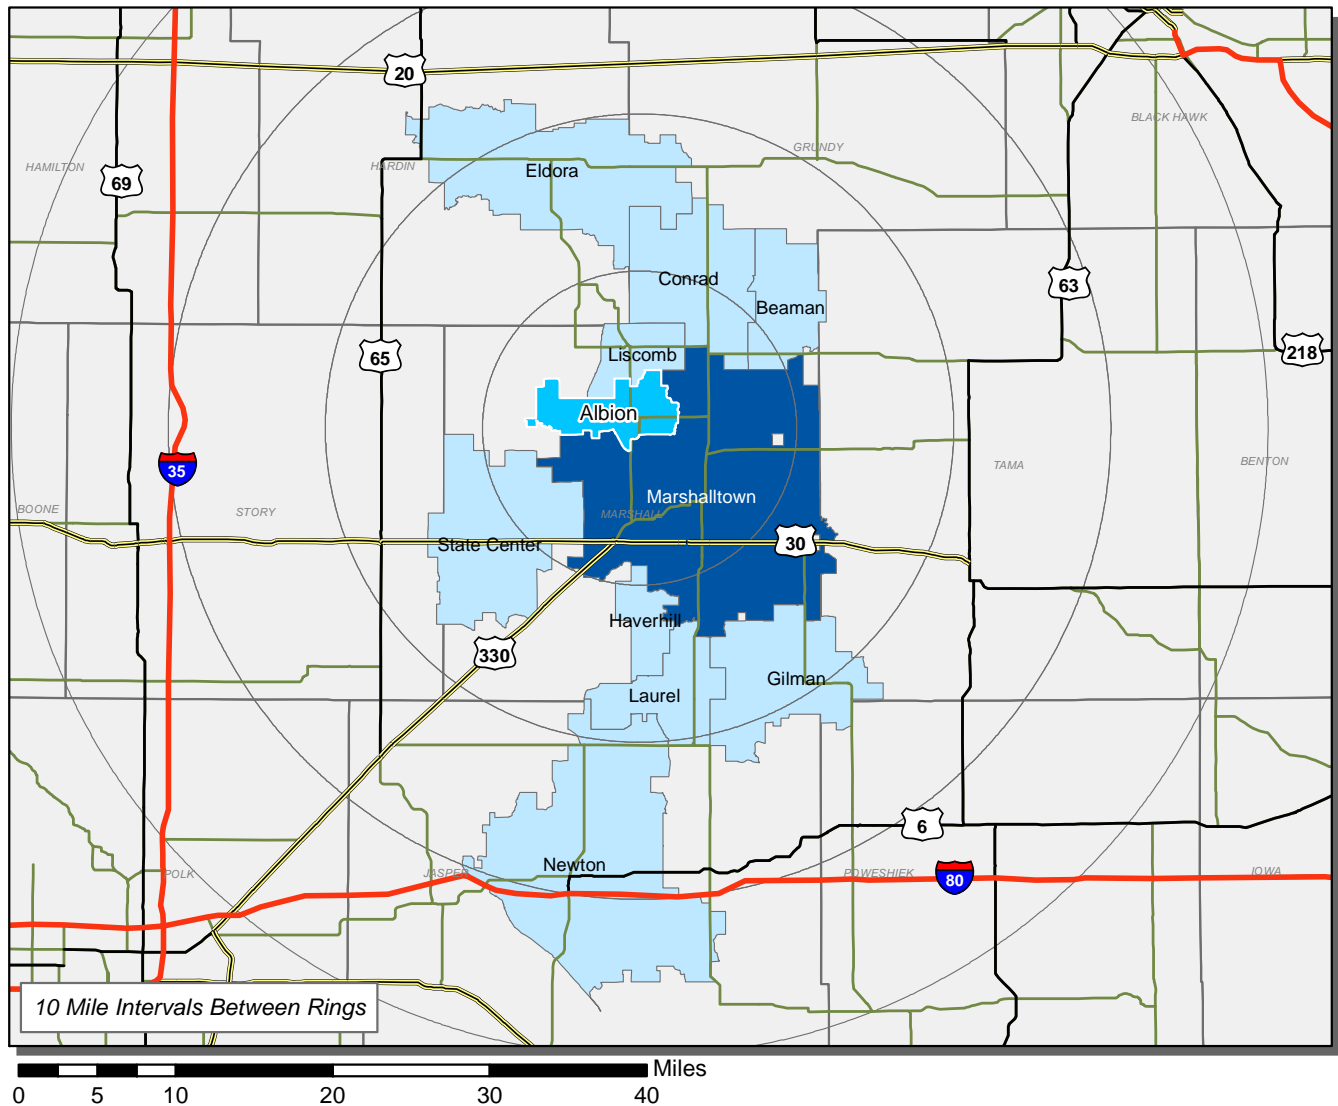 20
BLACK HAWK
GRUNDY
HAMILTON
HARDIN
Eldora
69
Conrad
63
Beaman
65
Liscomb
218
Albion
TAMA
BENTON
35
Marshalltown
BOONE
STORY
MARSHALL
State Center
30
Haverhill
330
Gilman
Laurel
6
Newton
POLK
JASPER
POWESHIEK
80
IOWA
10 Mile Intervals Between Rings
Miles
0 5 10 20 30 40